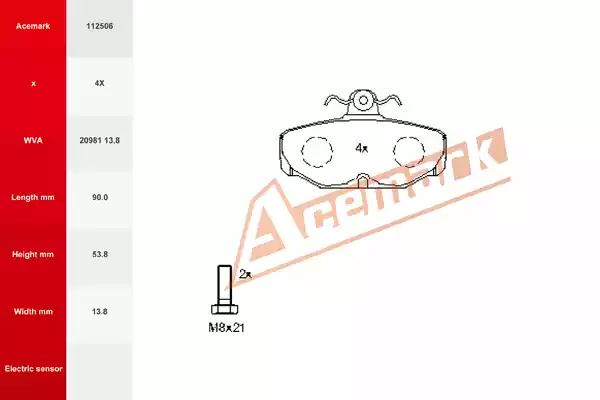 Acemark 112506
x 4X
WVA 20981 13.8
Length mm 90.0
Height mm 53.8
Width mm 13.8
Electric sensor
4x
Acemark
2x
M8x21